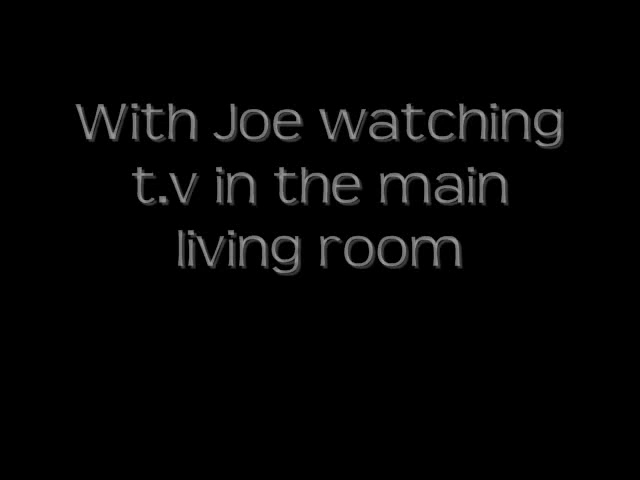 With Joe watching
t.v in the main
living room